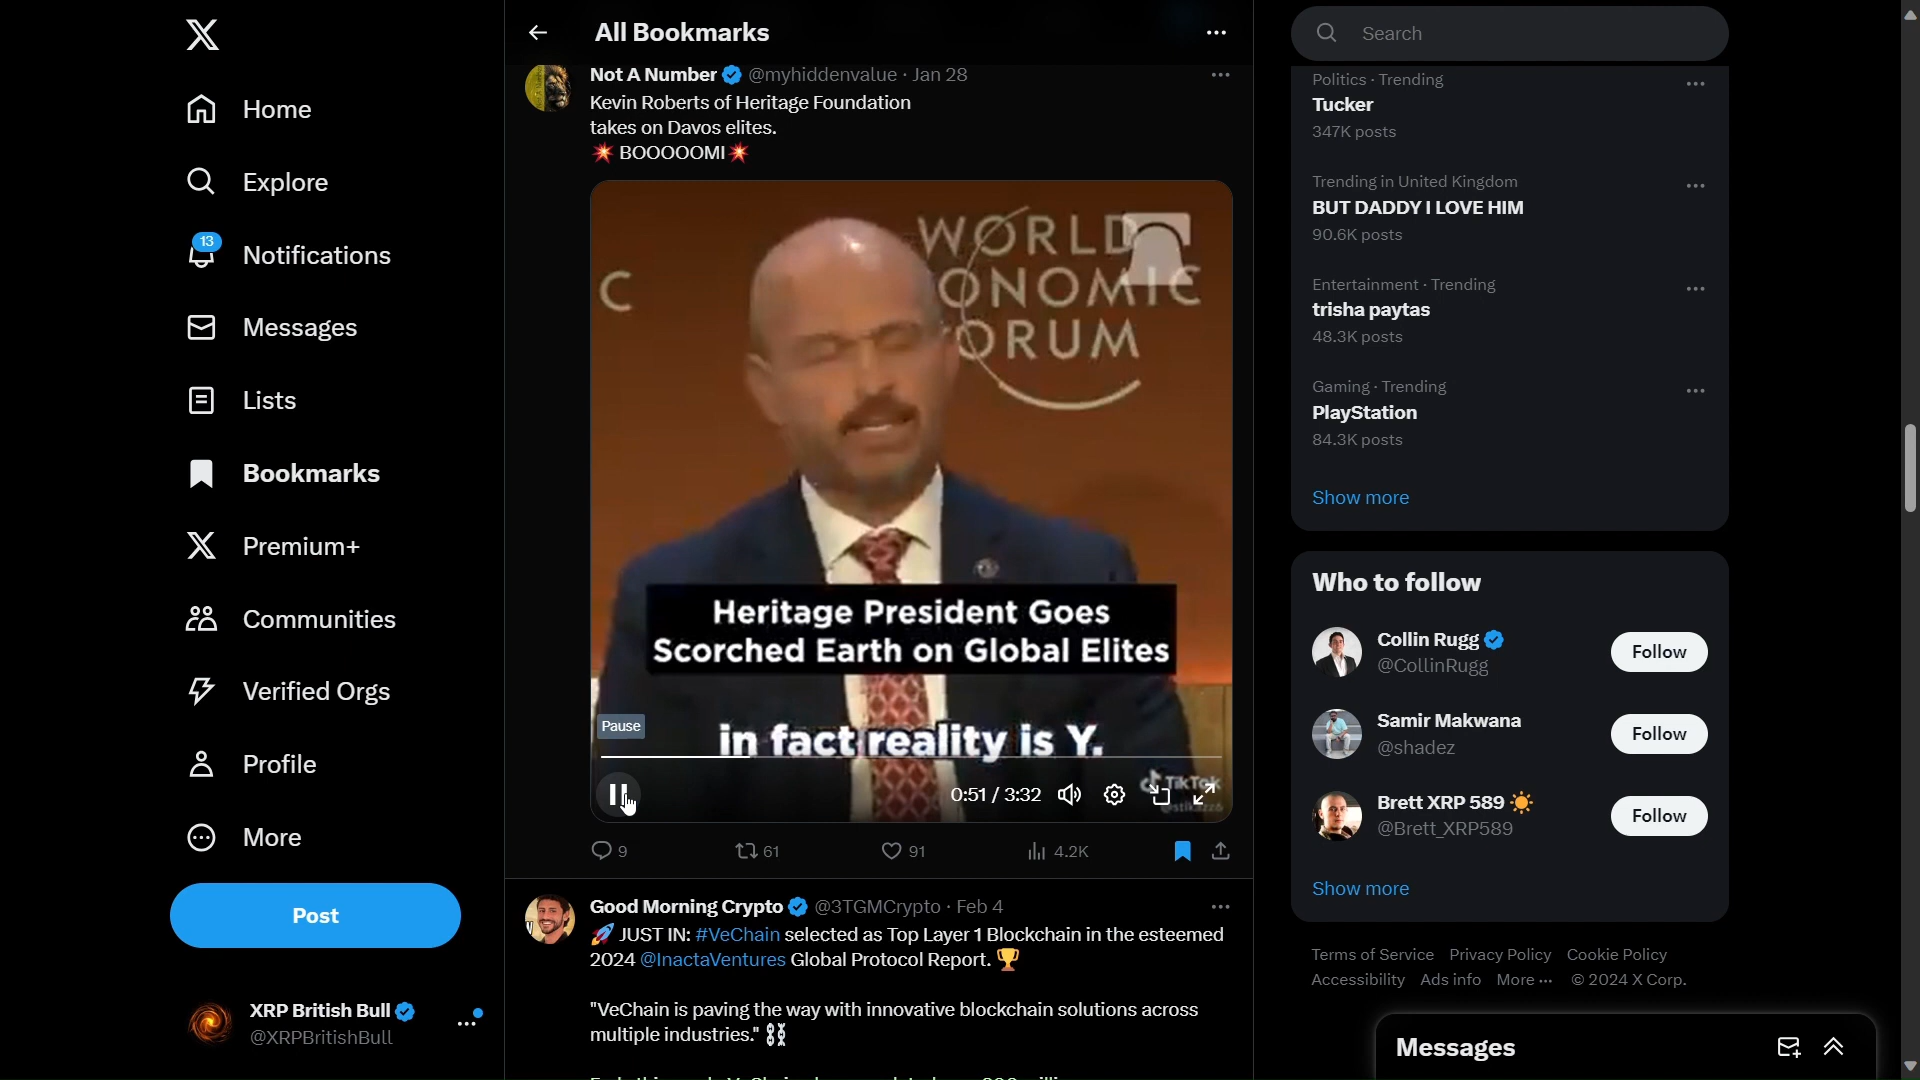 Home
Explore
13
Notifications
Messages
Lists
Bookmarks
Premium+
Communities
Verified Orgs
Profile
More
Post
XRP British Bull
@XRPBritishBull
All Bookmarks
Not A Number @myhiddenvalue · Jan 28
Kevin Roberts of Heritage Foundation
takes on Davos elites.
💥 BOOOOOMI💥
WORLD
ECONOMIC
FORUM
C
Heritage President Goes
Scorched Earth on Global Elites
in fact reality is Y.
Pause
0:51 / 3:32
TikTok
9
61
91
4.2K
Good Morning Crypto @3TGMCrypto · Feb 4
🚀 JUST IN: #VeChain selected as Top Layer 1 Blockchain in the esteemed
2024 @InactaVentures Global Protocol Report. 🏆
"VeChain is paving the way with innovative blockchain solutions across
multiple industries." ⛓️
Search
Politics · Trending
Tucker
347K posts
Trending in United Kingdom
BUT DADDY I LOVE HIM
90.6K posts
Entertainment · Trending
trisha paytas
48.3K posts
Gaming · Trending
PlayStation
84.3K posts
Show more
Who to follow
Collin Rugg
@CollinRugg
Follow
Samir Makwana
@shadez
Follow
Brett XRP 589 ☀️
@Brett_XRP589
Follow
Show more
Terms of Service Privacy Policy Cookie Policy
Accessibility Ads info More ··· © 2024 X Corp.
Messages